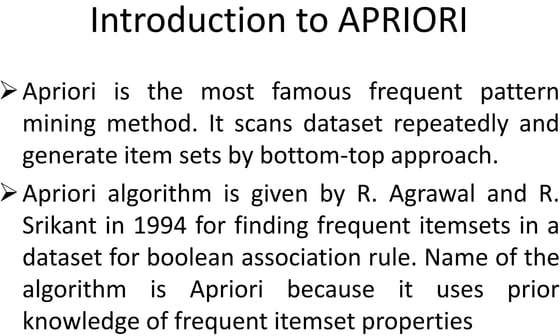 Introduction to APRIORI
➢ Apriori is the most famous frequent pattern
mining method. It scans dataset repeatedly and
generate item sets by bottom-top approach.
➢ Apriori algorithm is given by R. Agrawal and R.
Srikant in 1994 for finding frequent itemsets in a
dataset for boolean association rule. Name of the
algorithm is Apriori because it uses prior
knowledge of frequent itemset properties